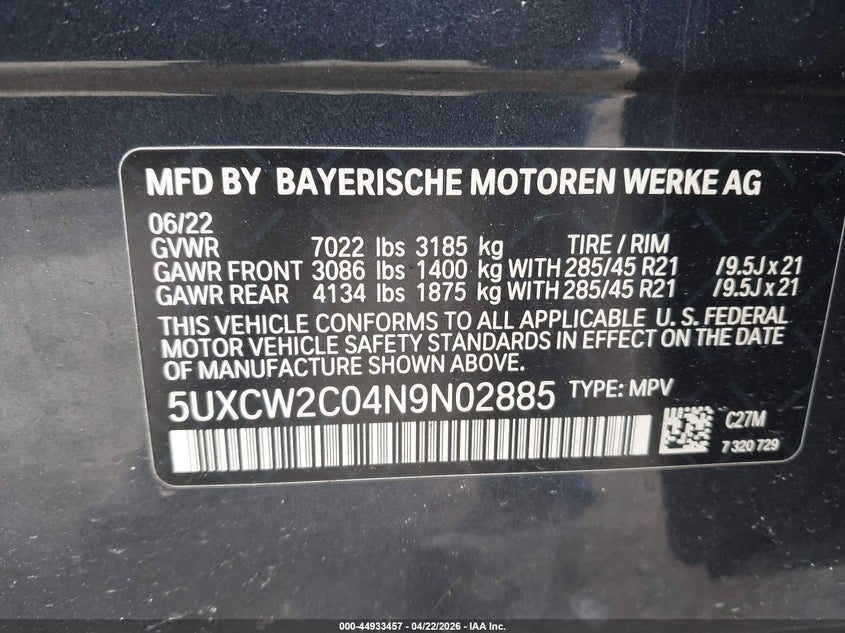 MFD BY BAYERISCHE MOTOREN WERKE AG
06/22
GVWR 7022 lbs 3185 kg TIRE / RIM
GAWR FRONT 3086 lbs 1400 kg WITH 285/45 R21 /9.5J x 21
GAWR REAR 4134 lbs 1875 kg WITH 285/45 R21 /9.5J x 21
THIS VEHICLE CONFORMS TO ALL APPLICABLE U. S. FEDERAL
MOTOR VEHICLE SAFETY STANDARDS IN EFFECT ON THE DATE
OF MANUFACTURE SHOWN ABOVE.
5UXCW2C04N9N02885 TYPE: MPV
C27M
7 320 729
000-44933457 - 04/22/2026 - IAA Inc.